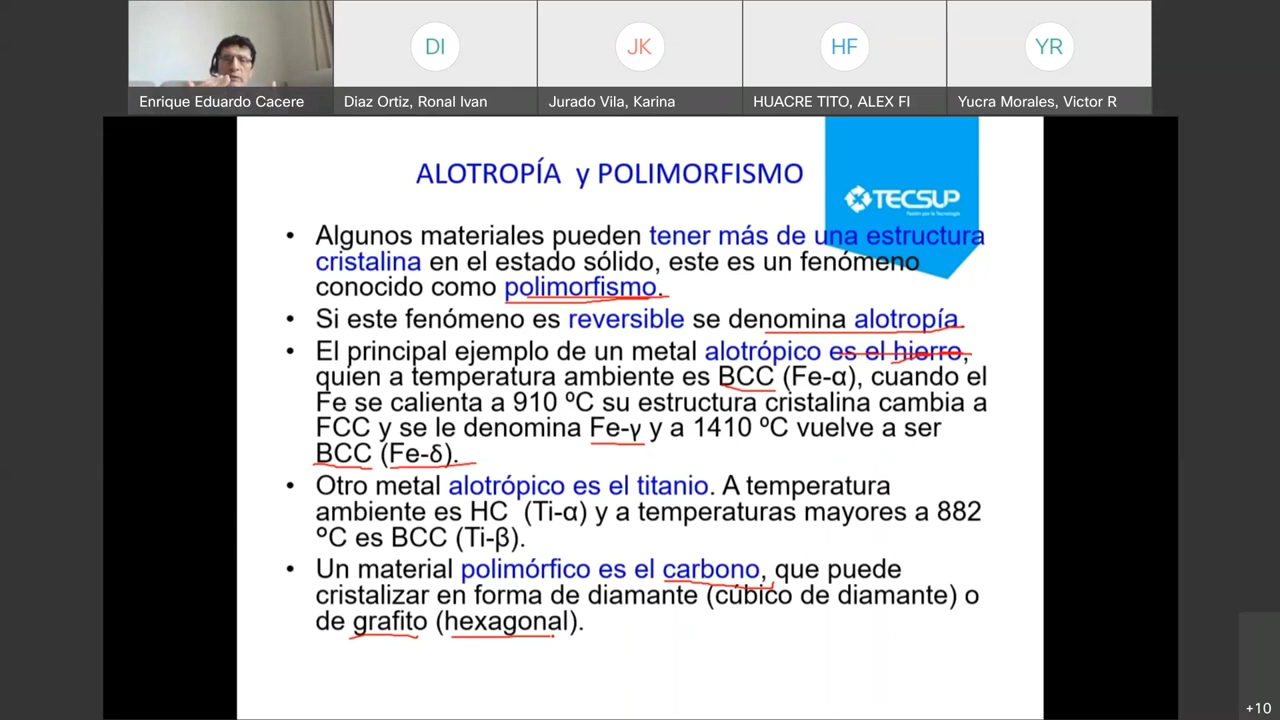 DI
JK
HF
YR
Enrique Eduardo Cacere
Diaz Ortiz, Ronal Ivan
Jurado Vila, Karina
HUACRE TITO, ALEX FI
Yucra Morales, Victor R
ALOTROPÍA y POLIMORFISMO
TECSUP
Pasión por la Tecnología
• Algunos materiales pueden tener más de una estructura
cristalina en el estado sólido, este es un fenómeno
conocido como polimorfismo.
• Si este fenómeno es reversible se denomina alotropía.
• El principal ejemplo de un metal alotrópico es el hierro,
quien a temperatura ambiente es BCC (Fe-α), cuando el
Fe se calienta a 910 ºC su estructura cristalina cambia a
FCC y se le denomina Fe-γ y a 1410 ºC vuelve a ser
BCC (Fe-δ).
• Otro metal alotrópico es el titanio. A temperatura
ambiente es HC (Ti-α) y a temperaturas mayores a 882
ºC es BCC (Ti-β).
• Un material polimórfico es el carbono, que puede
cristalizar en forma de diamante (cúbico de diamante) o
de grafito (hexagonal).
+10